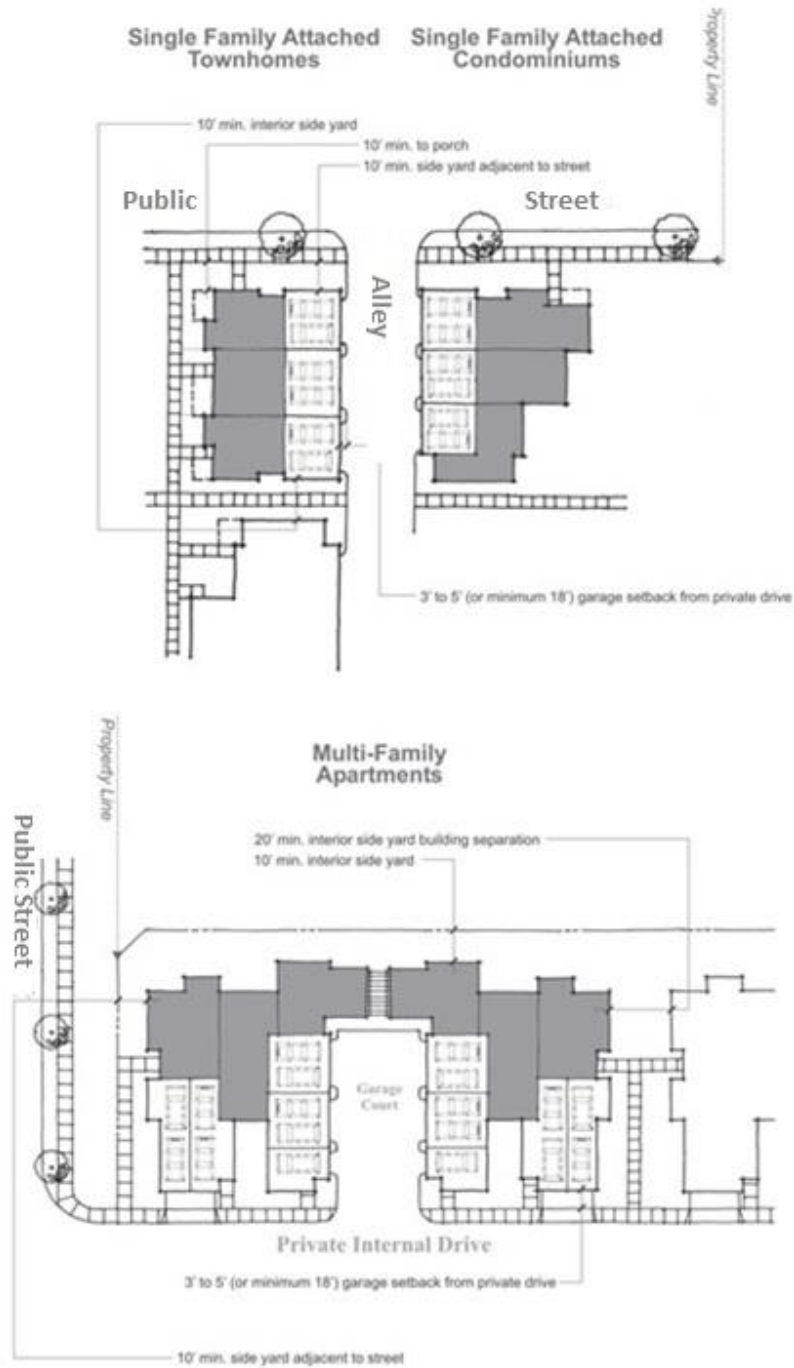 Single Family Attached
Townhomes
Single Family Attached
Condominiums
Property Line
10' min. interior side yard
10' min. to porch
10' min. side yard adjacent to street
Public
Street
Alley
3' to 5' (or minimum 18') garage setback from private drive
Property Line
Multi-Family
Apartments
Public Street
20' min. interior side yard building separation
10' min. interior side yard
Garage
Court
Private Internal Drive
3' to 5' (or minimum 18') garage setback from private drive
10' min. side yard adjacent to street